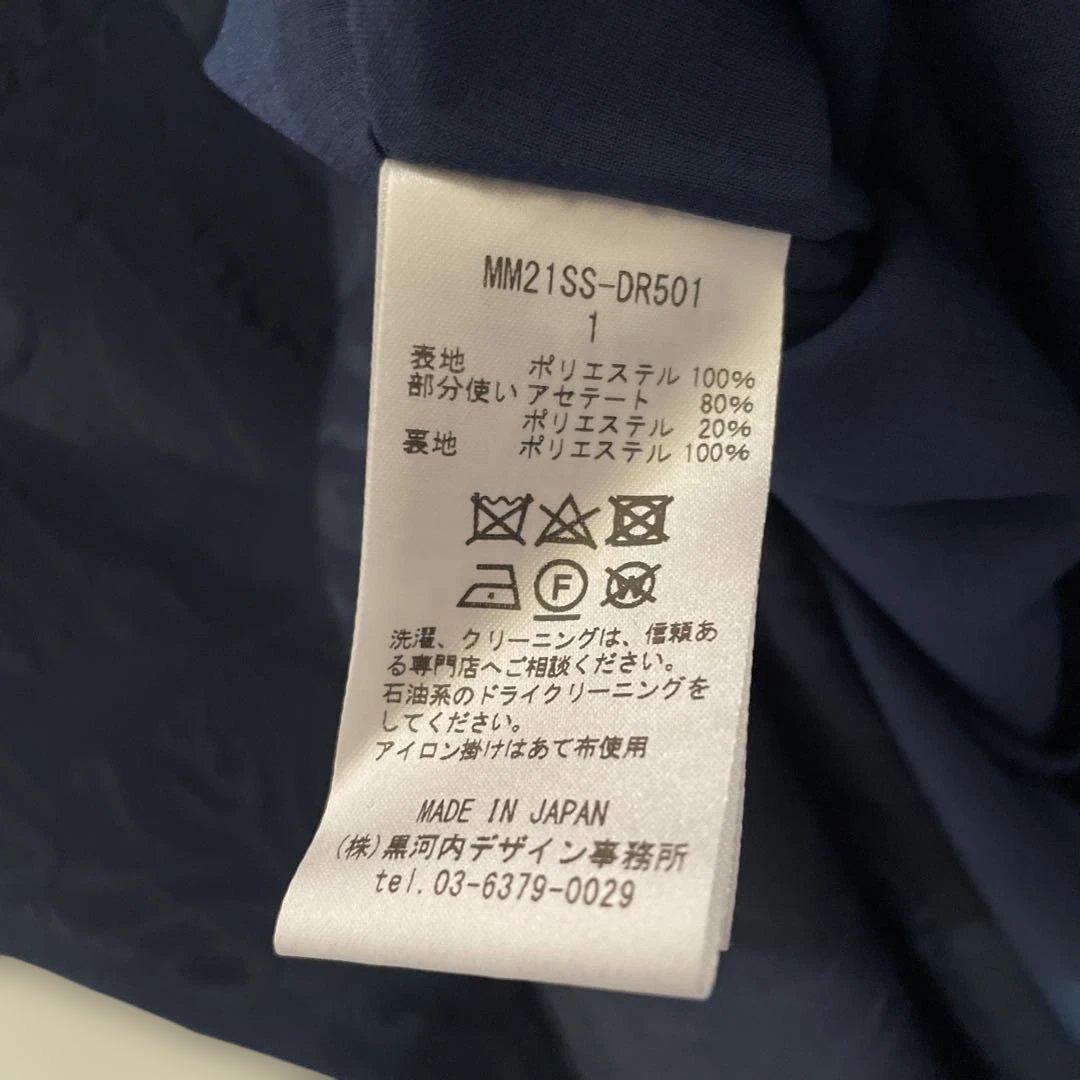 MM21SS-DR501
1
表地 ポリエステル 100%
部分使い アセテート 80%
ポリエステル 20%
裏地 ポリエステル 100%
F W
洗濯、クリーニングは、信頼あ
る専門店へご相談ください。
石油系のドライクリーニングを
してください。
アイロン掛けはあて布使用
MADE IN JAPAN
(株)黒河内デザイン事務所
tel.03-6379-0029